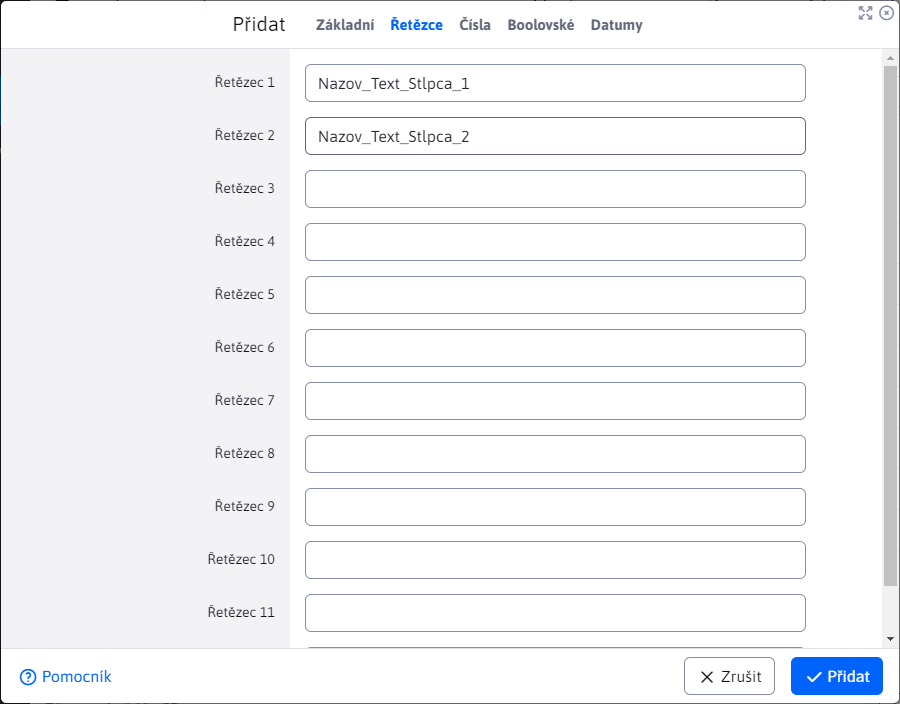 Přidat Základní Řetězce Čísla Boolovské Datumy
Řetězec 1 Nazov_Text_Stlpca_1
Řetězec 2 Nazov_Text_Stlpca_2
Řetězec 3
Řetězec 4
Řetězec 5
Řetězec 6
Řetězec 7
Řetězec 8
Řetězec 9
Řetězec 10
Řetězec 11
Pomocník Zrušit Přidat